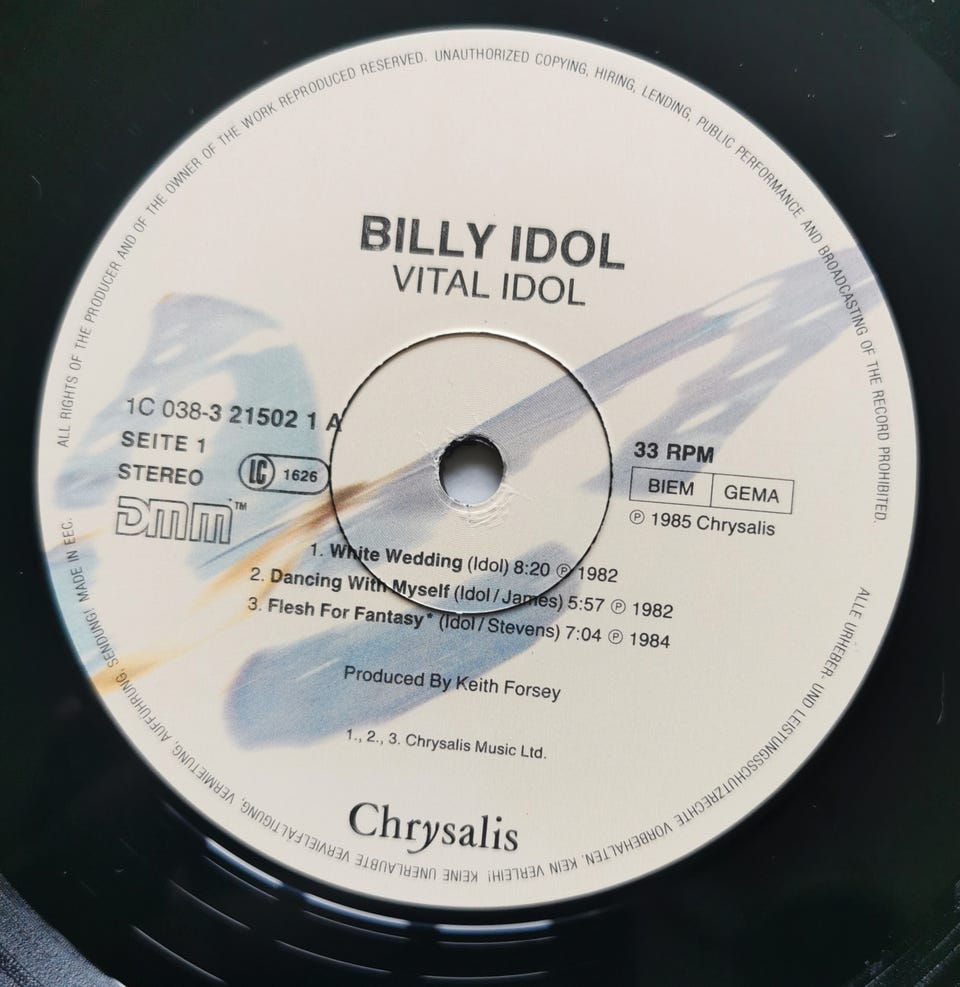 ALL RIGHTS OF THE PRODUCER AND OF THE OWNER OF THE WORK REPRODUCED RESERVED. UNAUTHORIZED COPYING, HIRING, LENDING, PUBLIC PERFORMANCE AND BROADCASTING OF THE RECORD PROHIBITED.
BILLY IDOL
VITAL IDOL
1C 038-3 21502 1 A
SEITE 1
STEREO LC 1626
DMM™
33 RPM
BIEM GEMA
℗ 1985 Chrysalis
1. White Wedding (Idol) 8:20 ℗ 1982
2. Dancing With Myself (Idol/James) 5:57 ℗ 1982
3. Flesh For Fantasy* (Idol/Stevens) 7:04 ℗ 1984
Produced By Keith Forsey
1., 2., 3. Chrysalis Music Ltd.
Chrysalis
ALLE URHEBER- UND LEISTUNGSSCHUTZRECHTE VORBEHALTEN. KEIN VERLEIH! KEINE UNERLAUBTE VERVIELFÄLTIGUNG, VERMIETUNG, AUFFÜHRUNG, SENDUNG! MADE IN EEC.